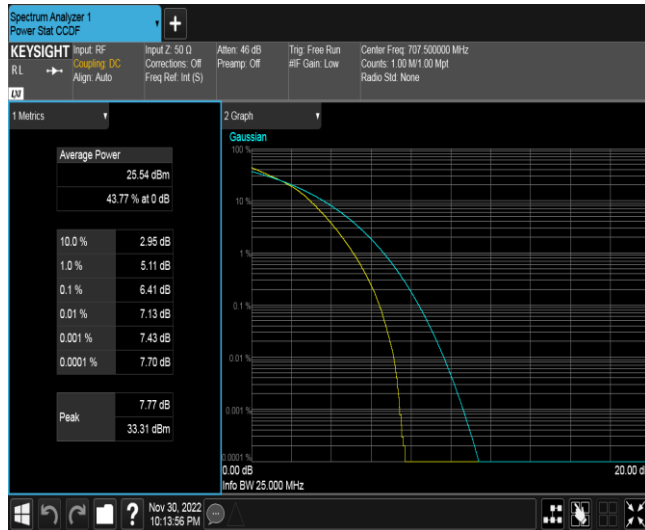 Spectrum Analyzer 1
Power Stat CCDF
+
KEYSIGHT
RL
LXI
Input: RF
Coupling: DC
Align: Auto
Input Z: 50 Ω
Corrections: Off
Freq Ref: Int (S)
Atten: 46 dB
Preamp: Off
Trig: Free Run
#IF Gain: Low
Center Freq: 707.500000 MHz
Counts: 1.00 M/1.00 Mpt
Radio Std: None
1 Metrics
Average Power
25.54 dBm
43.77 % at 0 dB
10.0 % 2.95 dB
1.0 % 5.11 dB
0.1 % 6.41 dB
0.01 % 7.13 dB
0.001 % 7.43 dB
0.0001 % 7.70 dB
Peak
7.77 dB
33.31 dBm
2 Graph
Gaussian
100 %
10 %
1 %
0.1 %
0.01 %
0.001 %
0.0001 %
0.00 dB
20.00 d
Info BW 25.000 MHz
?
Nov 30, 2022
10:13:56 PM